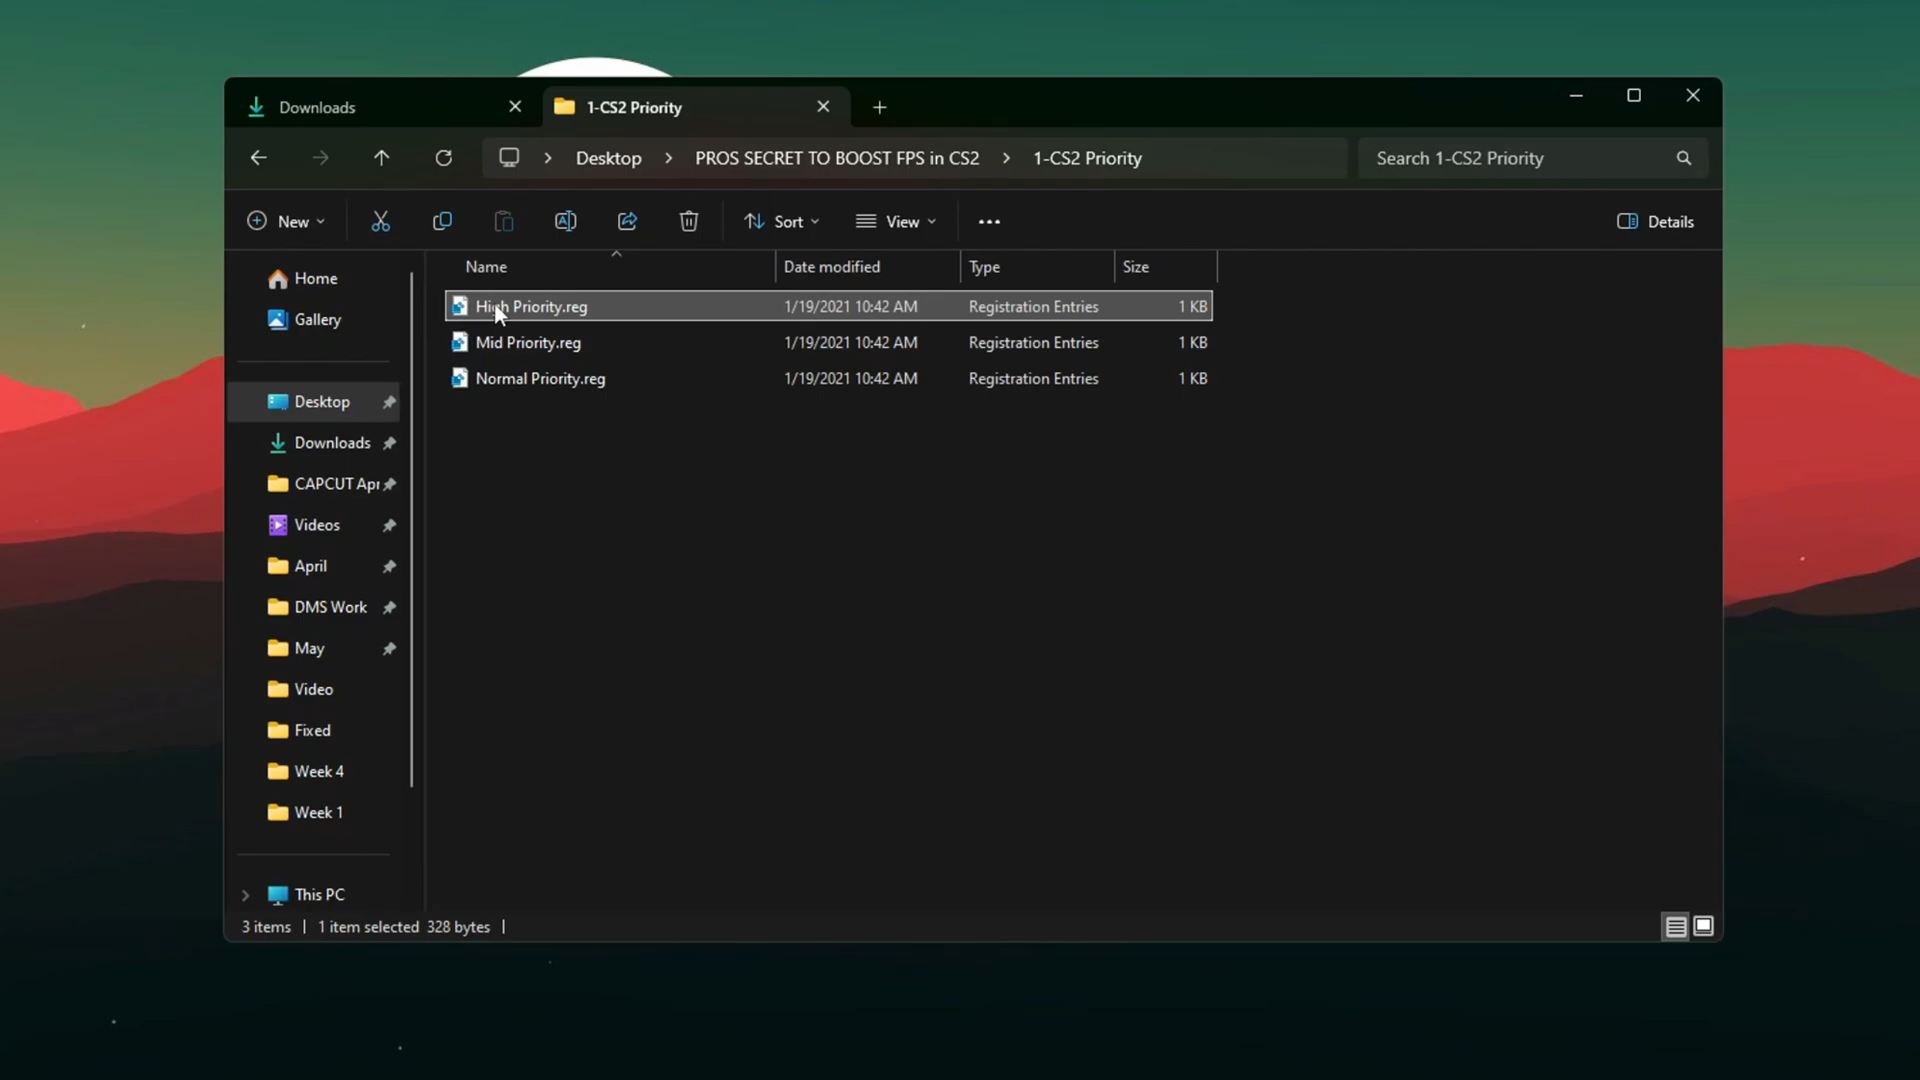 Downloads
1-CS2 Priority
Desktop
PROS SECRET TO BOOST FPS in CS2
1-CS2 Priority
Search 1-CS2 Priority
New
Sort
View
Details
Name
Date modified
Type
Size
High Priority.reg 1/19/2021 10:42 AM Registration Entries 1 KB
Mid Priority.reg 1/19/2021 10:42 AM Registration Entries 1 KB
Normal Priority.reg 1/19/2021 10:42 AM Registration Entries 1 KB
Home
Gallery
Desktop
Downloads
CAPCUT Apr
Videos
April
DMS Work
May
Video
Fixed
Week 4
Week 1
This PC
3 items 1 item selected 328 bytes